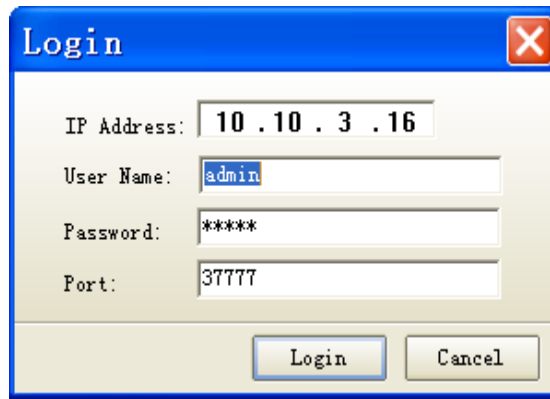 Login
IP Address: 10 .10 . 3 .16
User Name: admin
Password: *****
Port: 37777
Login Cancel